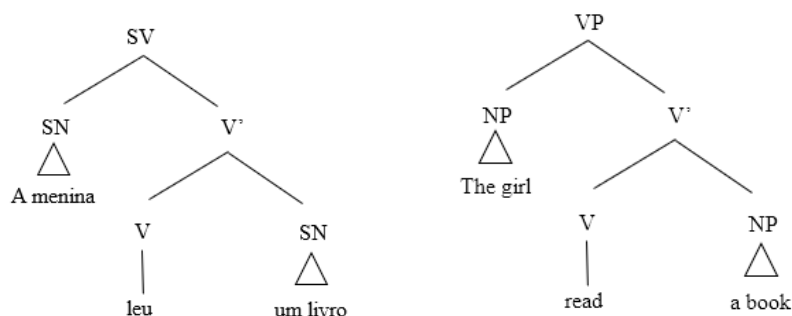 SV
SN V’
A menina
V SN
leu um livro
VP
NP V’
The girl
V NP
read a book